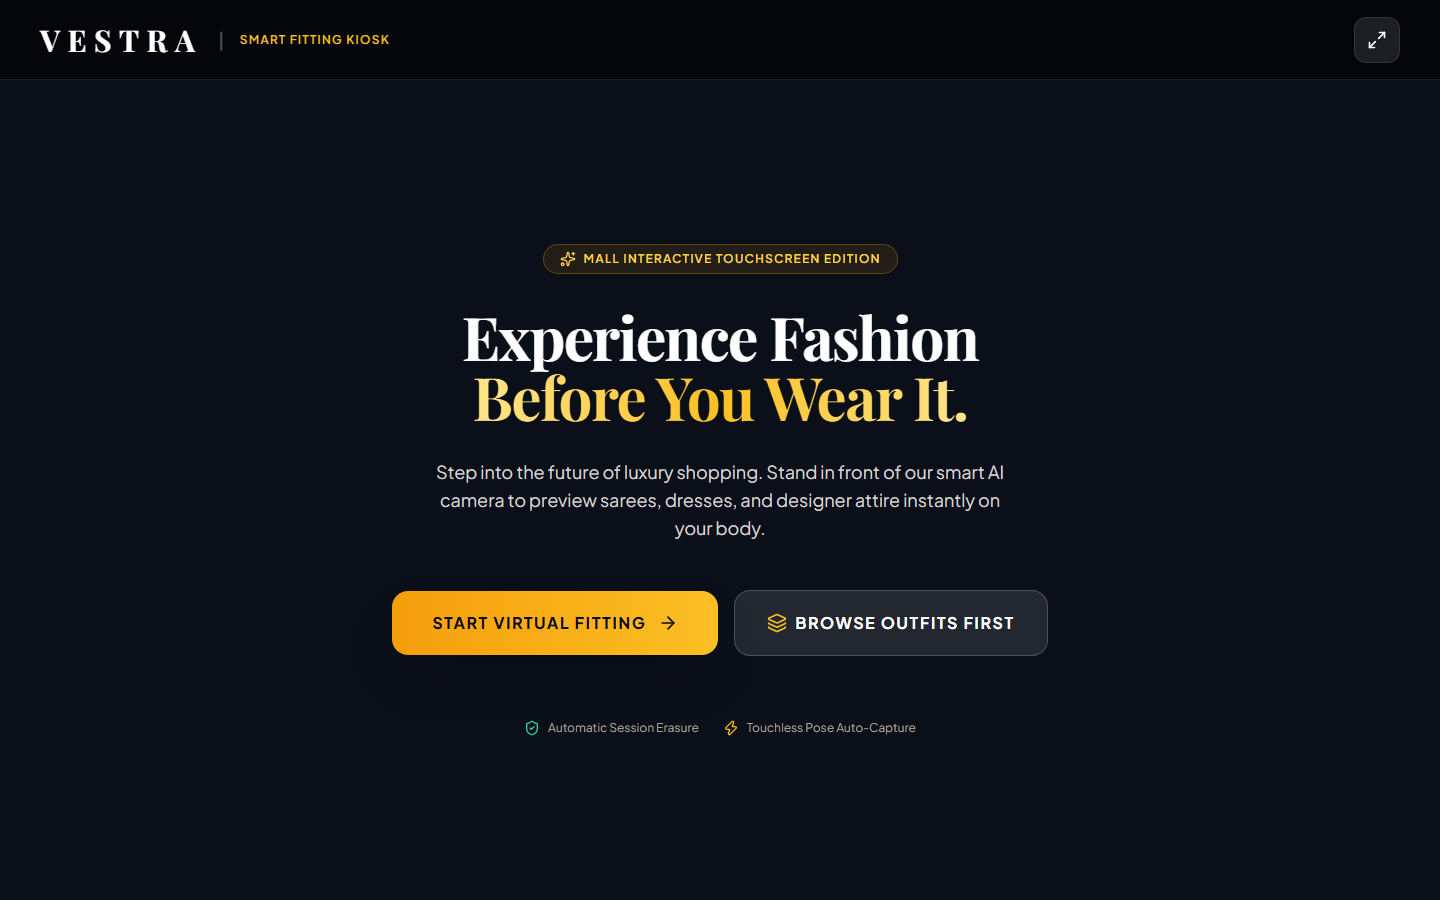 VESTRA | SMART FITTING KIOSK
MALL INTERACTIVE TOUCHSCREEN EDITION
Experience Fashion
Before You Wear It.
Step into the future of luxury shopping. Stand in front of our smart AI
camera to preview sarees, dresses, and designer attire instantly on
your body.
START VIRTUAL FITTING →
BROWSE OUTFITS FIRST
Automatic Session Erasure
Touchless Pose Auto-Capture